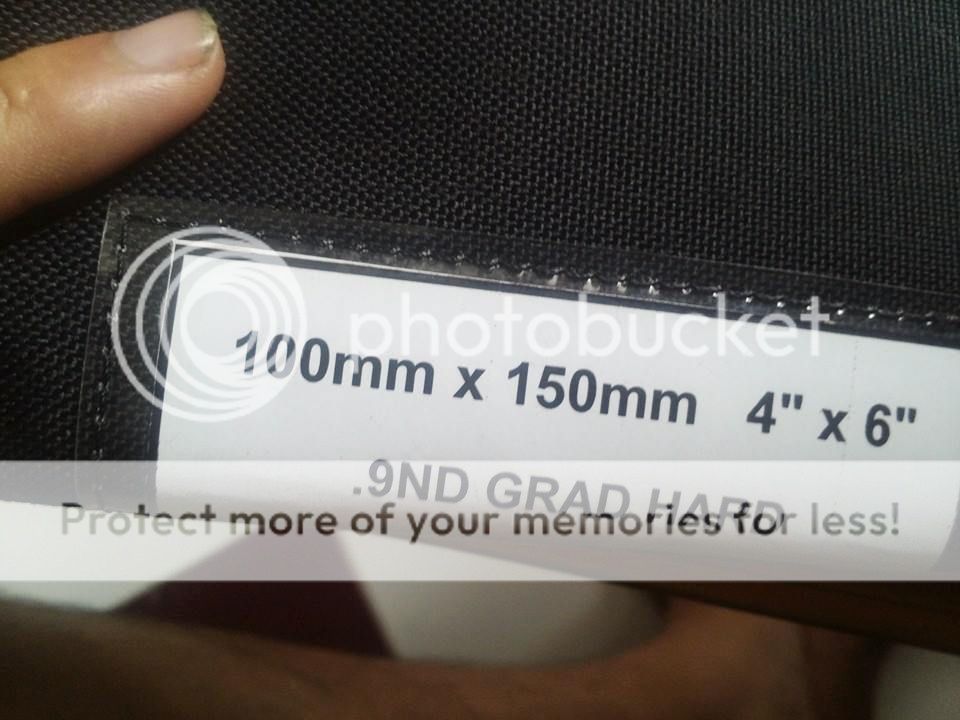 photobucket
100mm x 150mm 4" x 6"
.9ND GRAD HARD
Protect more of your memories for less!